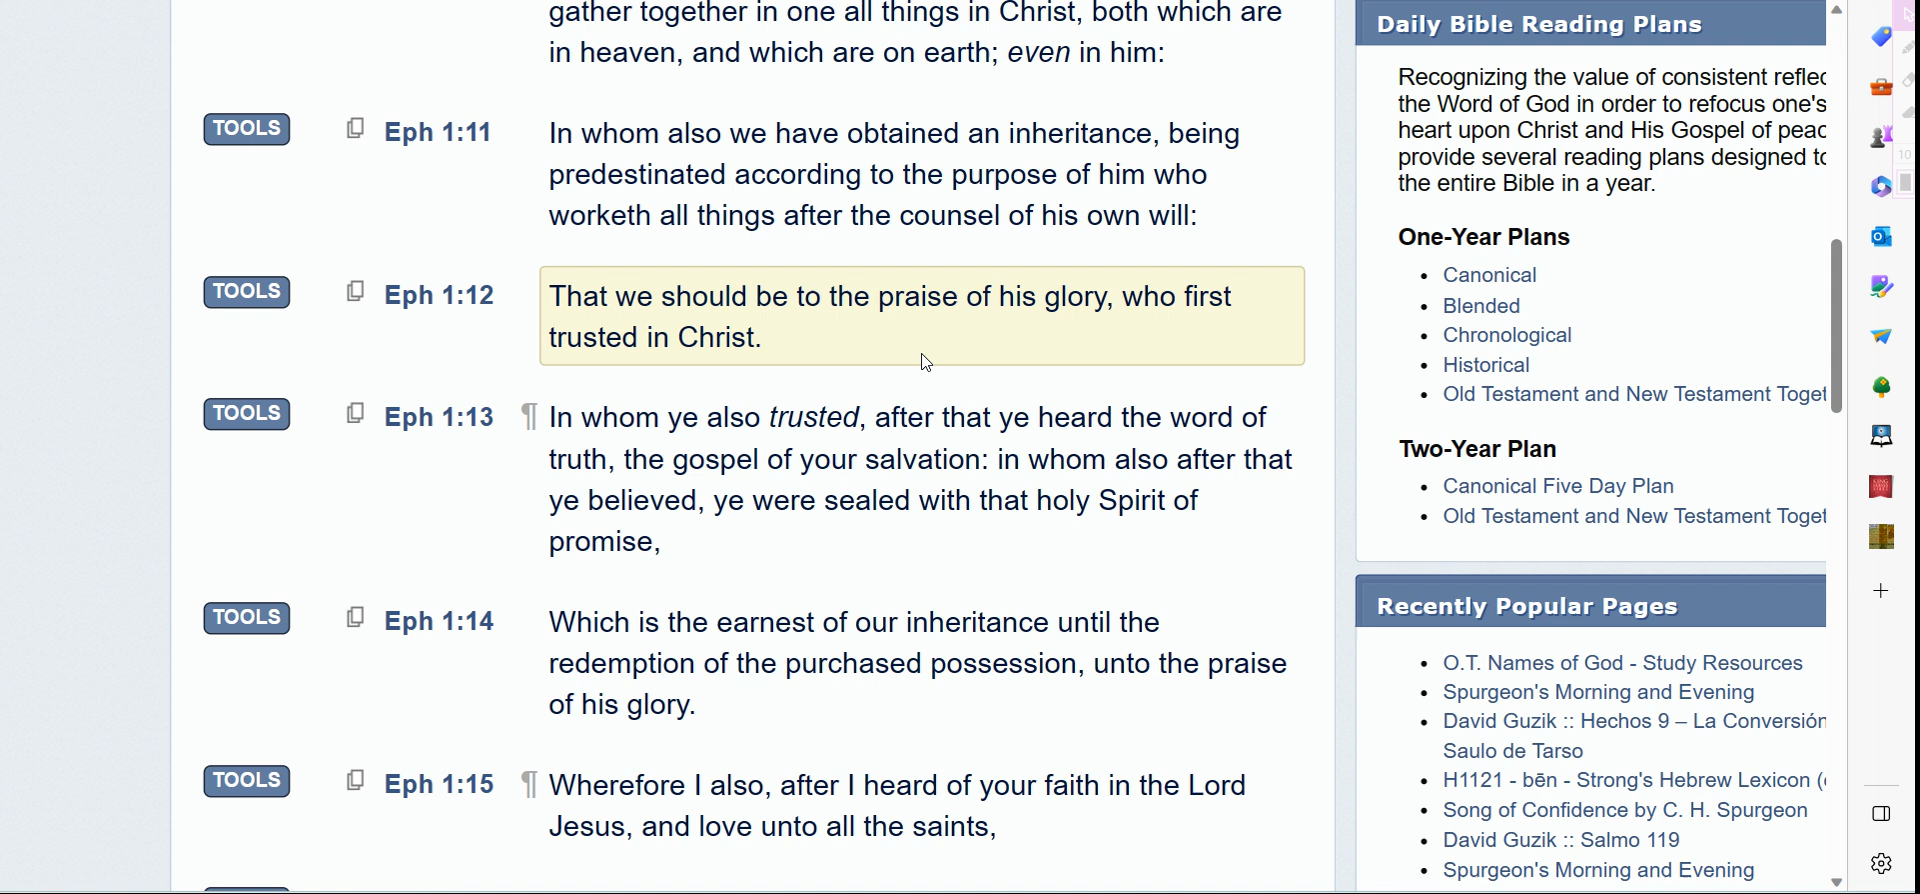 gather together in one all things in Christ, both which are
in heaven, and which are on earth; even in him:
TOOLS Eph 1:11 In whom also we have obtained an inheritance, being
predestinated according to the purpose of him who
worketh all things after the counsel of his own will:
TOOLS Eph 1:12 That we should be to the praise of his glory, who first
trusted in Christ.
TOOLS Eph 1:13 ¶ In whom ye also trusted, after that ye heard the word of
truth, the gospel of your salvation: in whom also after that
ye believed, ye were sealed with that holy Spirit of
promise,
TOOLS Eph 1:14 Which is the earnest of our inheritance until the
redemption of the purchased possession, unto the praise
of his glory.
TOOLS Eph 1:15 ¶ Wherefore I also, after I heard of your faith in the Lord
Jesus, and love unto all the saints,
Daily Bible Reading Plans
Recognizing the value of consistent reflec
the Word of God in order to refocus one's
heart upon Christ and His Gospel of peac
provide several reading plans designed to
the entire Bible in a year.
One-Year Plans
• Canonical
• Blended
• Chronological
• Historical
• Old Testament and New Testament Toget
Two-Year Plan
• Canonical Five Day Plan
• Old Testament and New Testament Toget
Recently Popular Pages
• O.T. Names of God - Study Resources
• Spurgeon's Morning and Evening
• David Guzik :: Hechos 9 – La Conversión
Saulo de Tarso
• H1121 - bēn - Strong's Hebrew Lexicon (
• Song of Confidence by C. H. Spurgeon
• David Guzik :: Salmo 119
• Spurgeon's Morning and Evening
10